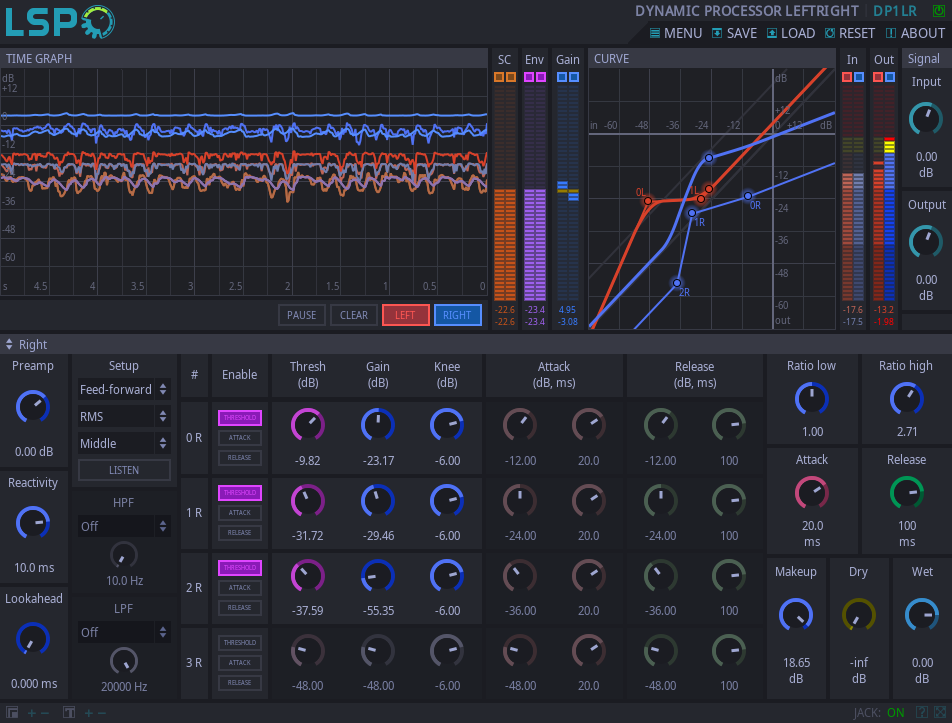 LSP
DYNAMIC PROCESSOR LEFTRIGHT DP1LR
MENU SAVE LOAD RESET ABOUT
TIME GRAPH
dB
+12
0
-12
-36
-48
-60
s 4.5 4 3.5 3 2.5 2 1.5 1 0.5 0
PAUSE CLEAR LEFT RIGHT
SC Env Gain
-22.6 -23.4 4.95
-22.6 -23.4 -3.08
CURVE
dB
+12
in -60 -48 -36 -24 -12 0 +12 dB
-12
-24
-36
-48
-60
out
0L 1L
0R
1R
2R
In Out
-17.6 -13.2
-17.5 -1.98
Signal
Input
0.00
dB
Output
0.00
dB
Right
Preamp
0.00 dB
Reactivity
10.0 ms
Lookahead
0.000 ms
Setup
Feed-forward
RMS
Middle
LISTEN
HPF
Off
10.0 Hz
LPF
Off
20000 Hz
# Enable Thresh (dB) Gain (dB) Knee (dB) Attack (dB, ms) Release (dB, ms)
0 R THRESHOLD ATTACK RELEASE -9.82 -23.17 -6.00 -12.00 20.0 -12.00 100
1 R THRESHOLD ATTACK RELEASE -31.72 -29.46 -6.00 -24.00 20.0 -24.00 100
2 R THRESHOLD ATTACK RELEASE -37.59 -55.35 -6.00 -36.00 20.0 -36.00 100
3 R THRESHOLD ATTACK RELEASE -48.00 -48.00 -6.00 -48.00 20.0 -48.00 100
Ratio low Ratio high
1.00 2.71
Attack Release
20.0 100
ms ms
Makeup Dry Wet
18.65 -inf 0.00
dB dB dB
JACK: ON